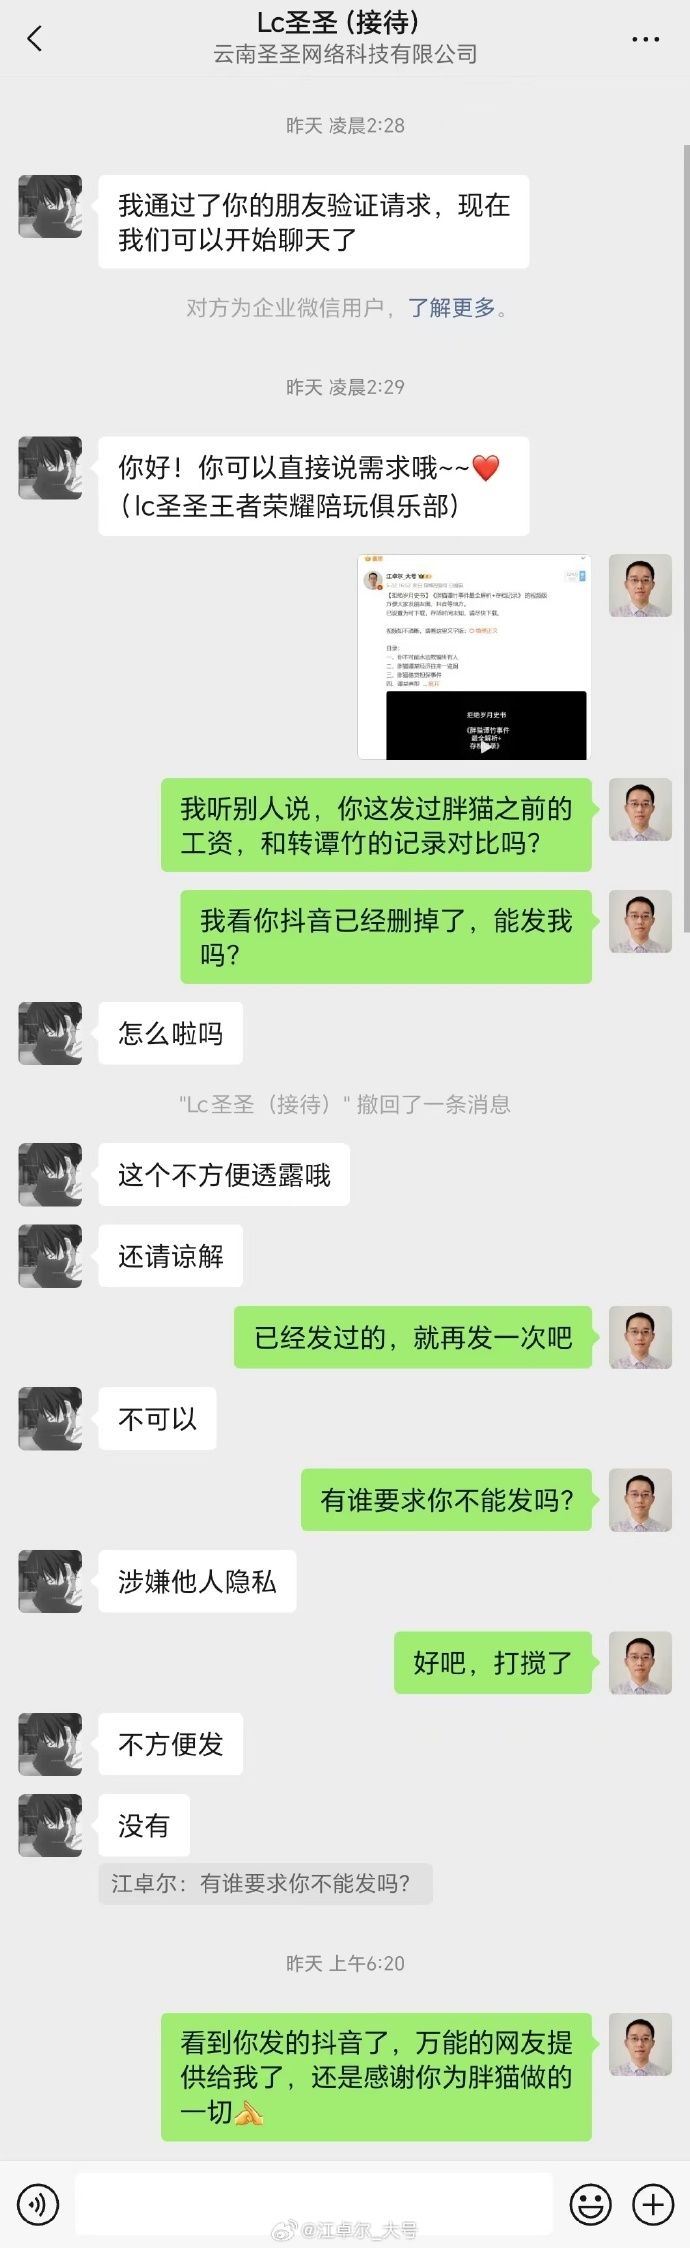 Lc圣圣 (接待)
云南圣圣网络科技有限公司
昨天 凌晨2:28
我通过了你的朋友验证请求，现在
我们可以开始聊天了
对方为企业微信用户，了解更多。
昨天 凌晨2:29
你好！你可以直接说需求哦~~❤️
（lc圣圣王者荣耀陪玩俱乐部）
江卓尔_大号
目录：
拒绝岁月史书
《胖猫谭竹事件
最全解析+
存档记录》
我听别人说，你这发过胖猫之前的
工资，和转谭竹的记录对比吗？
我看你抖音已经删掉了，能发我
吗？
怎么啦吗
"Lc圣圣（接待）" 撤回了一条消息
这个不方便透露哦
还请谅解
已经发过的，就再发一次吧
不可以
有谁要求你不能发吗？
涉嫌他人隐私
好吧，打搅了
不方便发
没有
江卓尔：有谁要求你不能发吗？
昨天 上午6:20
看到你发的抖音了，万能的网友提
供给我了，还是感谢你为胖猫做的
一切
@江卓尔_大号